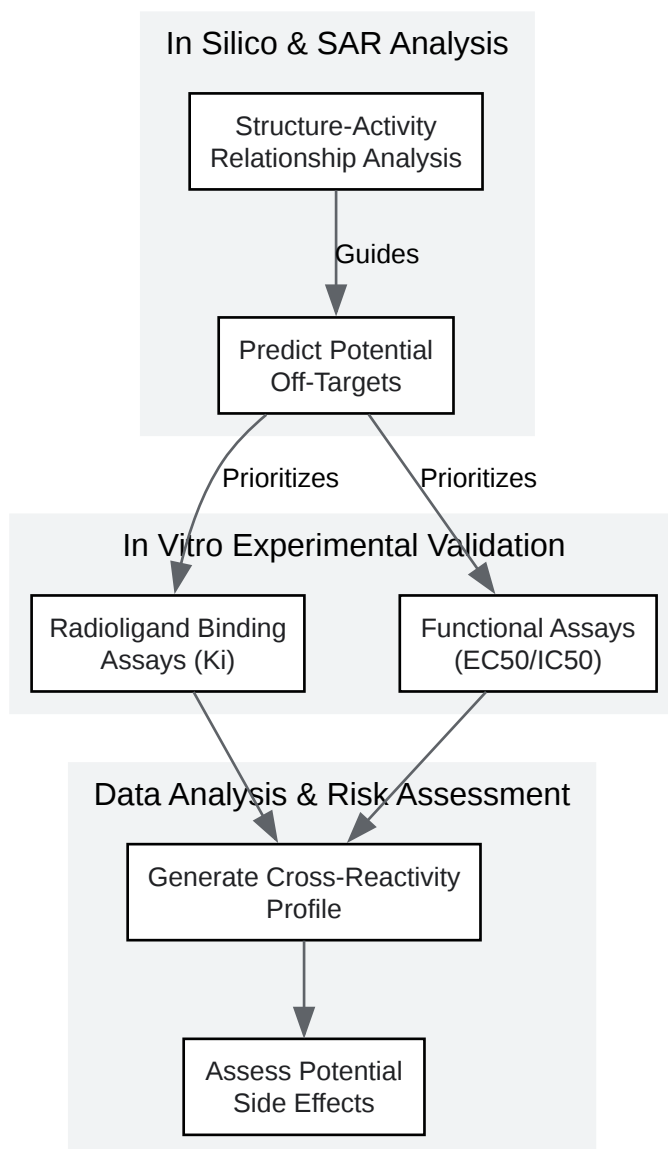 In Silico & SAR Analysis
Structure-Activity
Relationship Analysis
Guides
Predict Potential
Off-Targets
Prioritizes
Prioritizes
In Vitro Experimental Validation
Radioligand Binding
Assays (Ki)
Functional Assays
(EC50/IC50)
Data Analysis & Risk Assessment
Generate Cross-Reactivity
Profile
Assess Potential
Side Effects